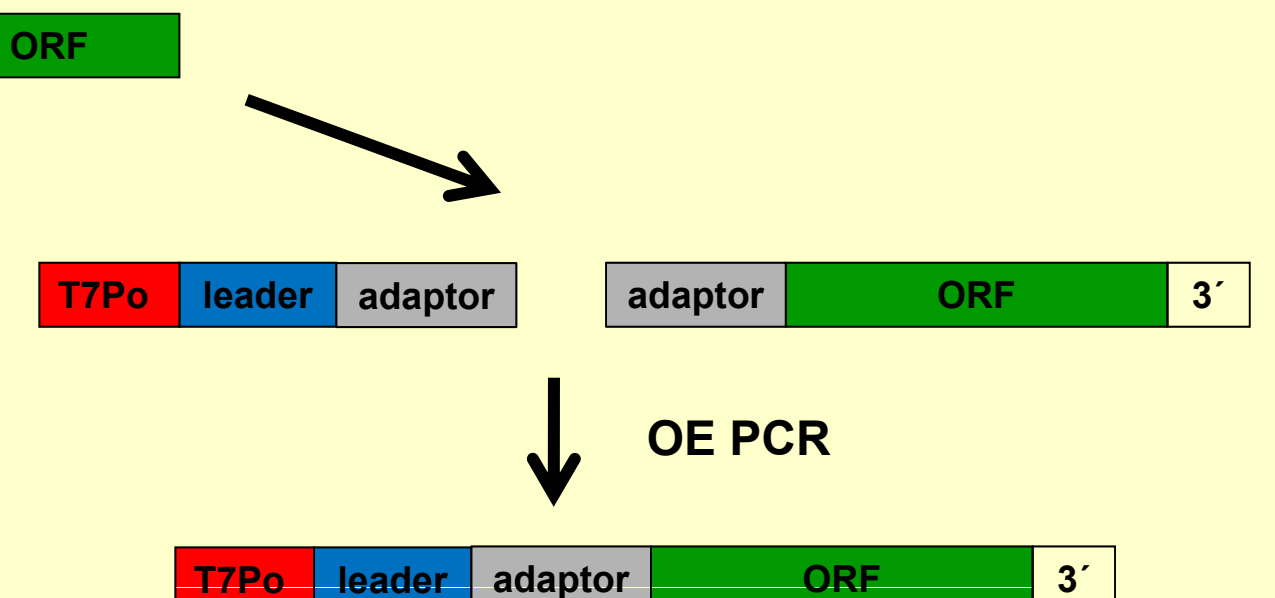 ORF
T7Po leader adaptor adaptor ORF 3´
OE PCR
T7Po leader adaptor ORF 3´